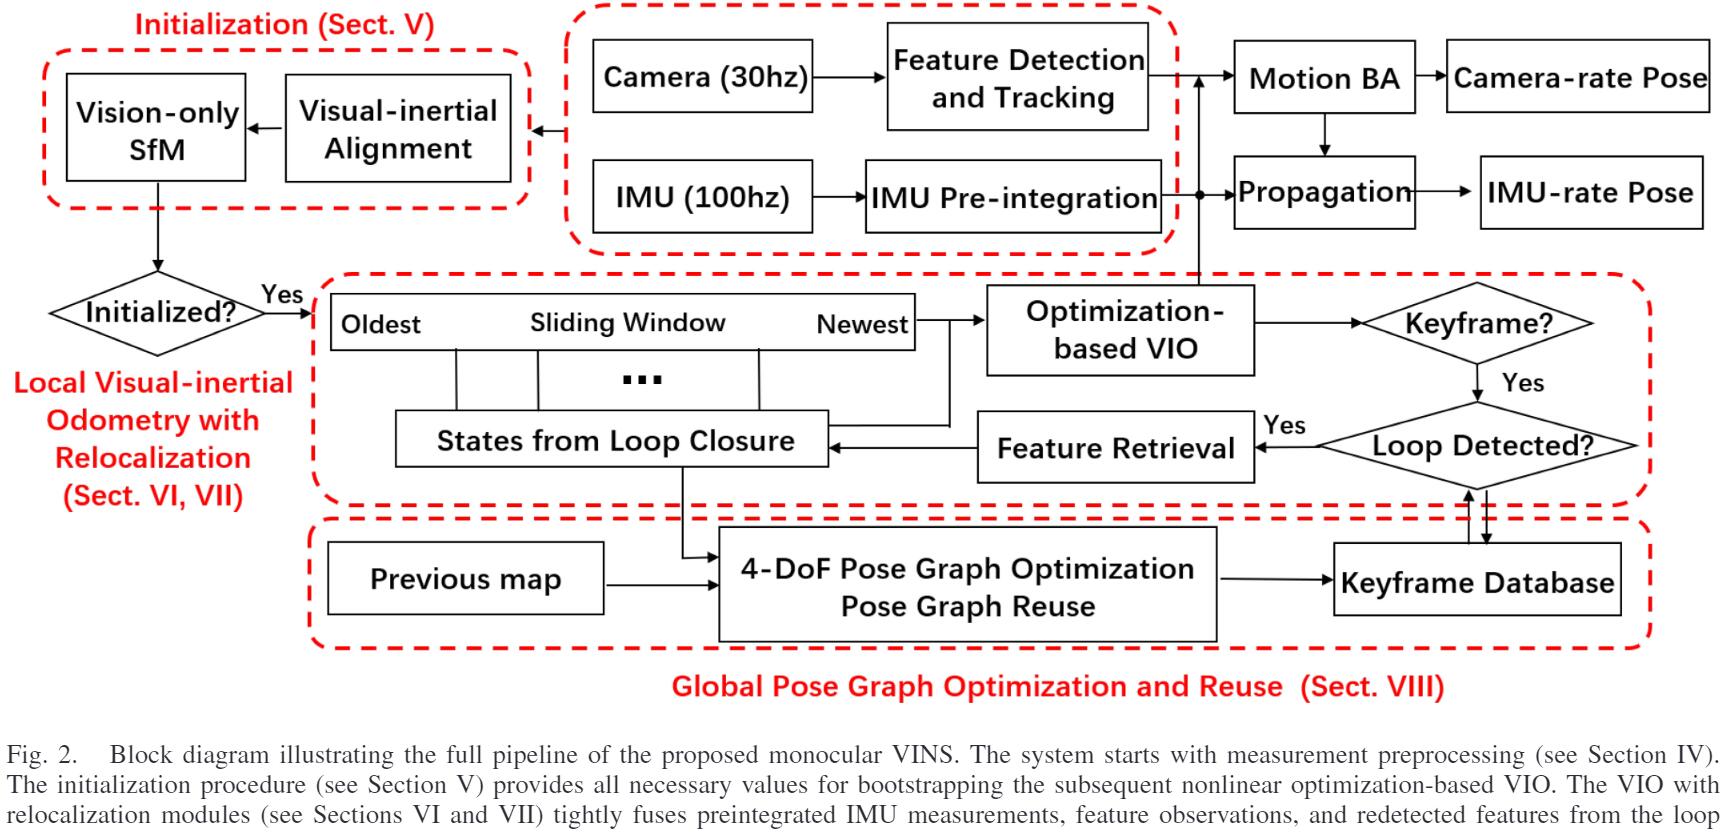 Initialization (Sect. V)
Vision-only
SfM
Visual-inertial
Alignment
Camera (30hz)
Feature Detection
and Tracking
IMU (100hz)
IMU Pre-integration
Motion BA
Camera-rate Pose
Propagation
IMU-rate Pose
Initialized?
Yes
Local Visual-inertial
Odometry with
Relocalization
(Sect. VI, VII)
Oldest
Sliding Window
Newest
...
States from Loop Closure
Optimization-
based VIO
Keyframe?
Yes
Loop Detected?
Yes
Feature Retrieval
Previous map
4-DoF Pose Graph Optimization
Pose Graph Reuse
Keyframe Database
Global Pose Graph Optimization and Reuse (Sect. VIII)
Fig. 2. Block diagram illustrating the full pipeline of the proposed monocular VINS. The system starts with measurement preprocessing (see Section IV).
The initialization procedure (see Section V) provides all necessary values for bootstrapping the subsequent nonlinear optimization-based VIO. The VIO with
relocalization modules (see Sections VI and VII) tightly fuses preintegrated IMU measurements, feature observations, and redetected features from the loop